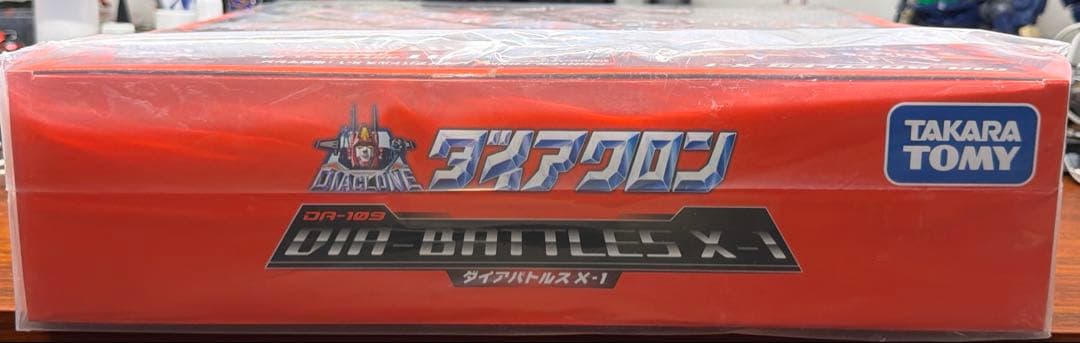 DIACLONE
ダイアクロン
TAKARA
TOMY
DA-109
DIA-BATTLES X-1
ダイアバトルス X-1